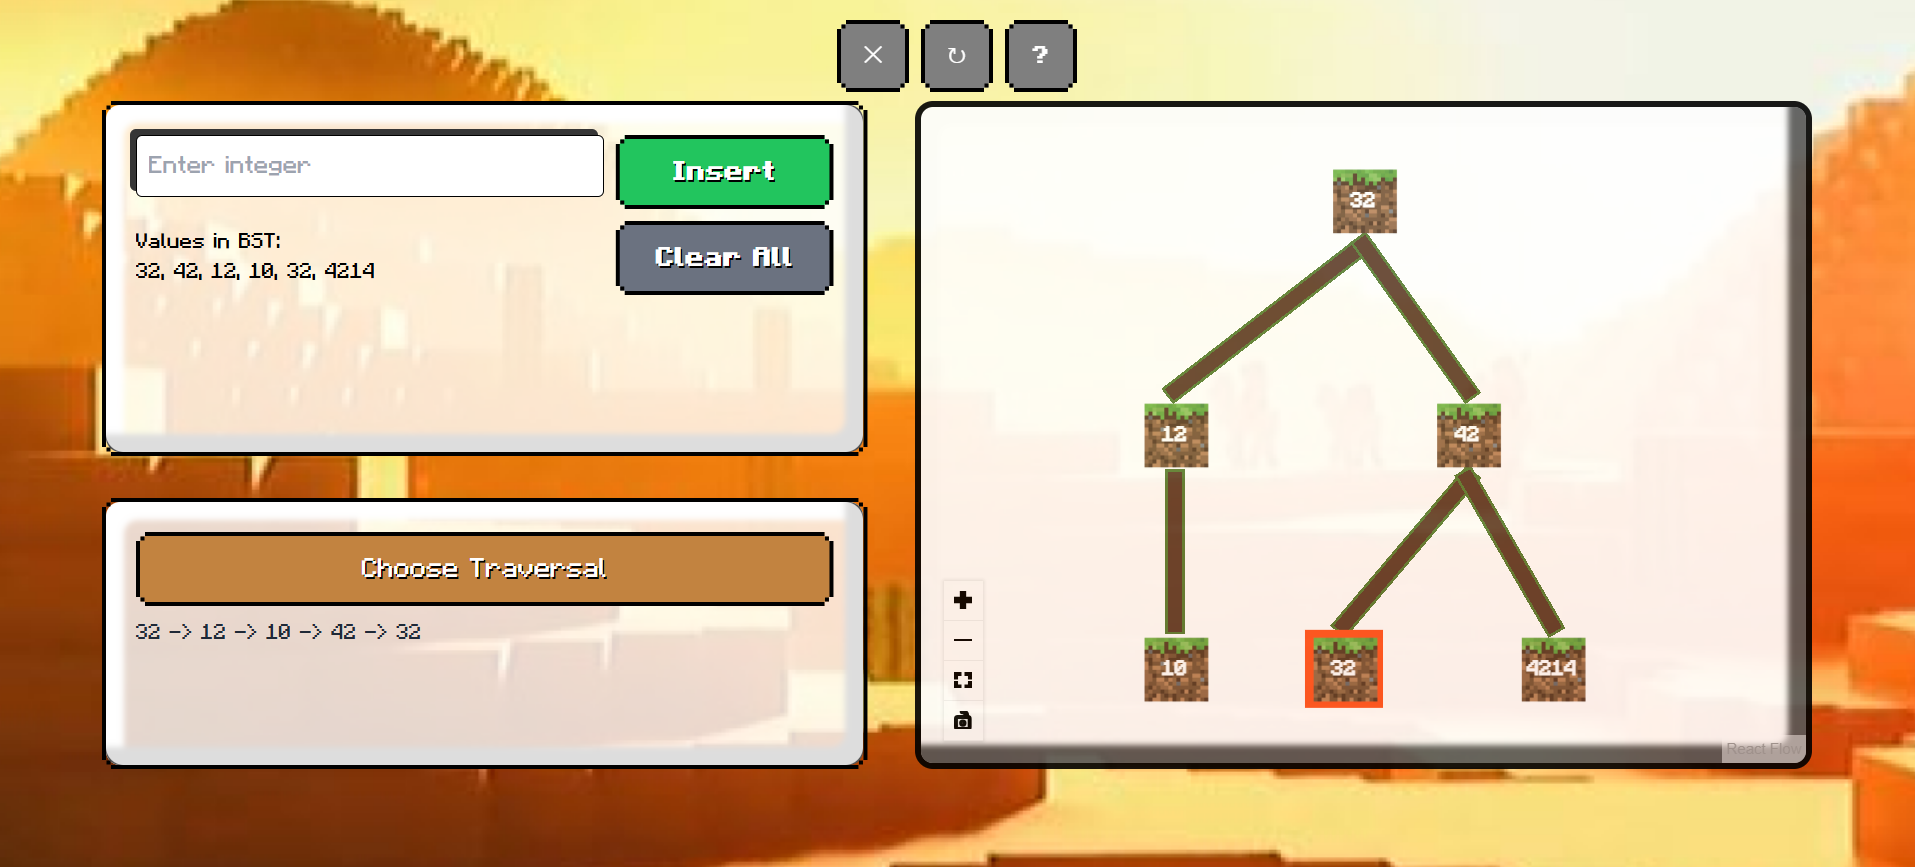 × ↻ ?
Enter integer
Insert
Values in BST:
32, 42, 12, 10, 32, 4214
Clear All
Choose Traversal
32 -> 12 -> 10 -> 42 -> 32
32
12
42
10
32
4214
React Flow